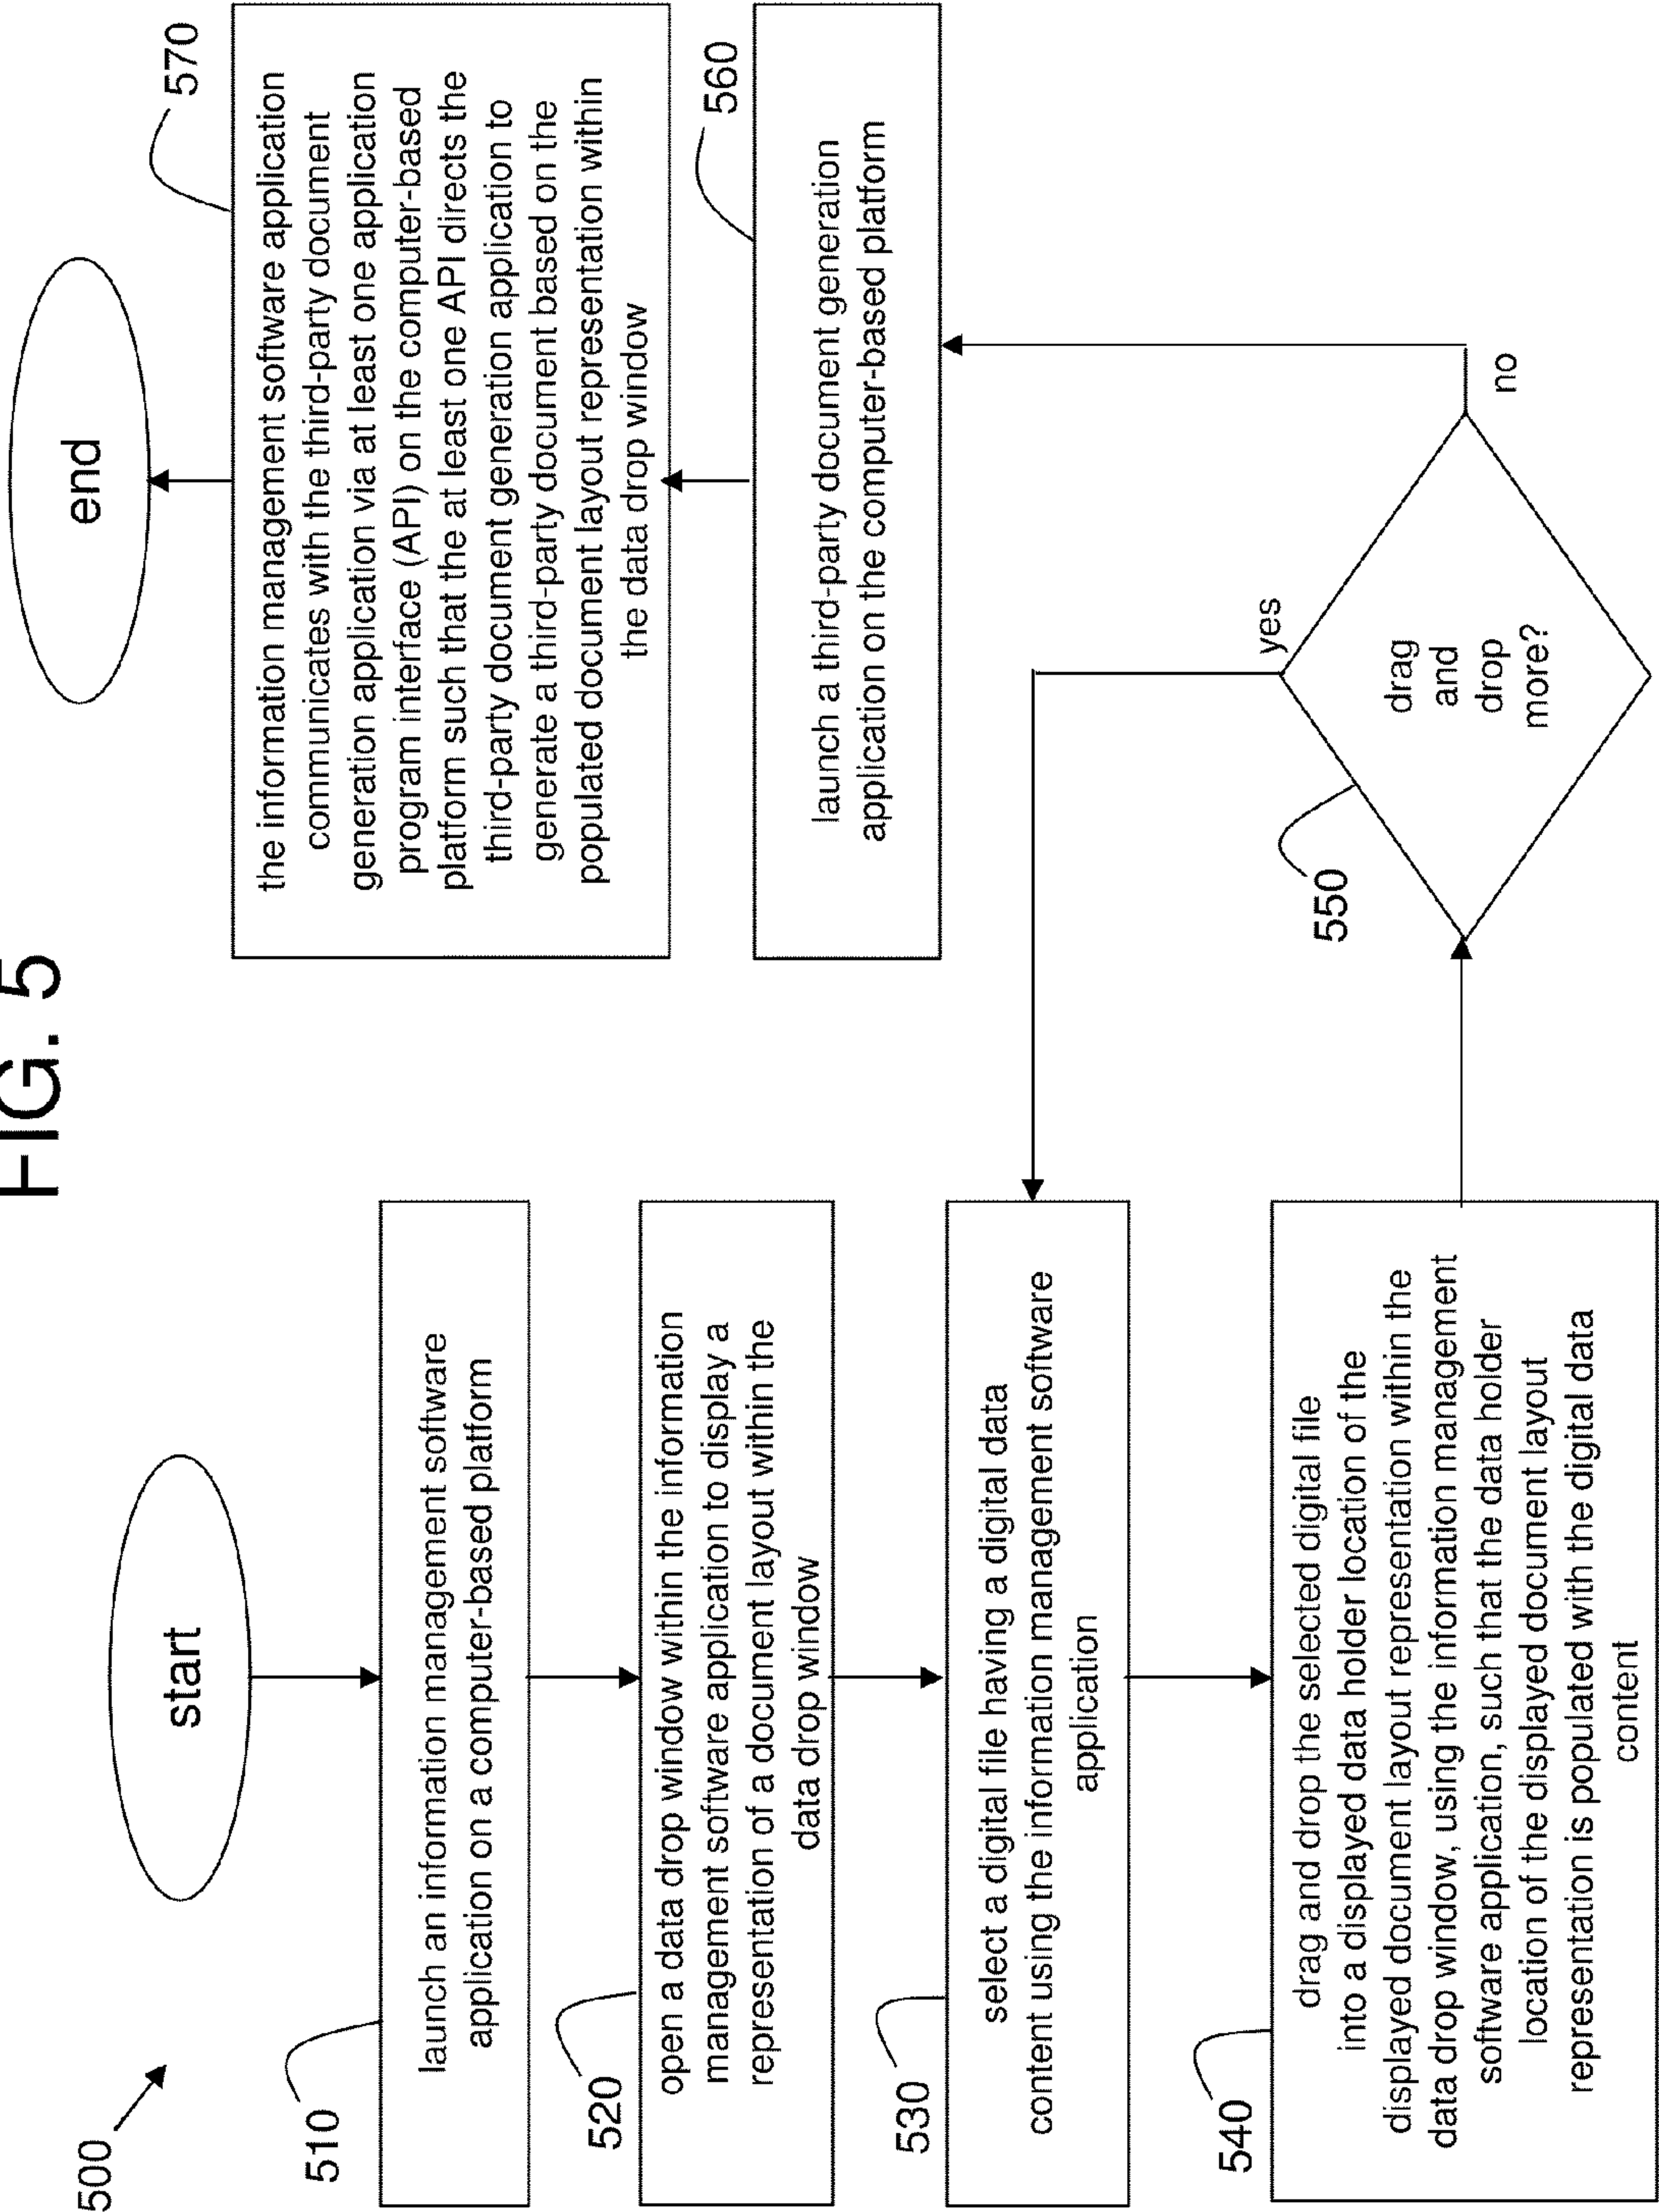 FIG. 5
500
start
510
launch an information management software
application on a computer-based platform
520
open a data drop window within the information
management software application to display a
representation of a document layout within the
data drop window
530
select a digital file having a digital data
content using the information management software
application
540
drag and drop the selected digital file
into a displayed data holder location of the
displayed document layout representation within the
data drop window, using the information management
software application, such that the data holder
location of the displayed document layout
representation is populated with the digital data
content
550
drag
and
drop
more?
yes
no
560
launch a third-party document generation
application on the computer-based platform
570
the information management software application
communicates with the third-party document
generation application via at least one application
program interface (API) on the computer-based
platform such that the at least one API directs the
third-party document generation application to
generate a third-party document based on the
populated document layout representation within
the data drop window
end